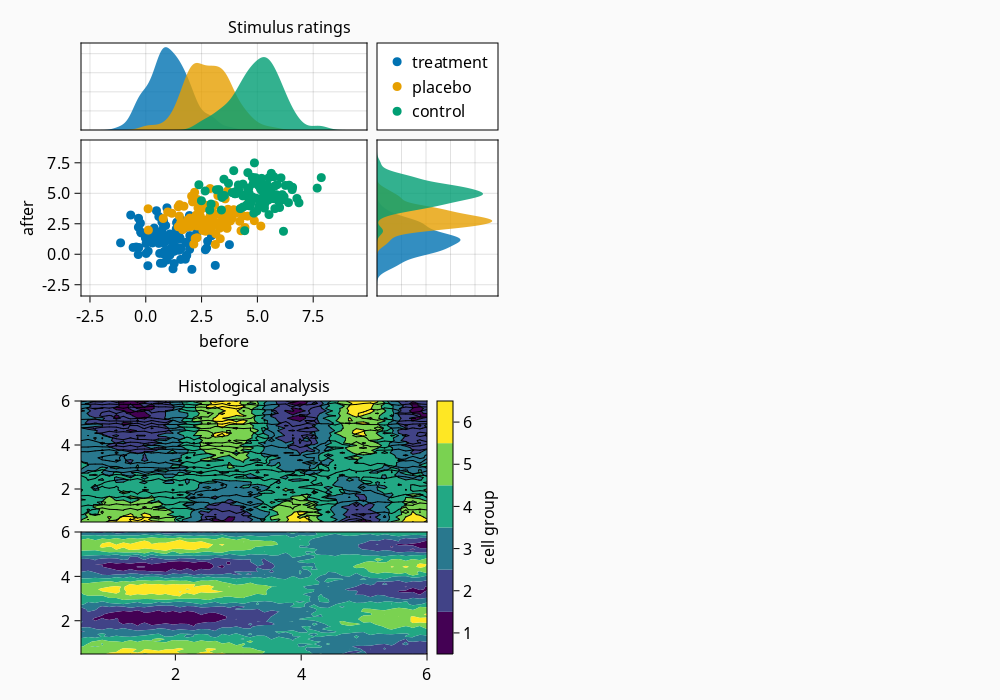 Stimulus ratings
treatment
placebo
control
7.5
5.0
2.5
0.0
-2.5
after
-2.5 0.0 2.5 5.0 7.5
before
Histological analysis
6
4
2
6
4
2
2 4 6
6
5
4
3
2
1
cell group